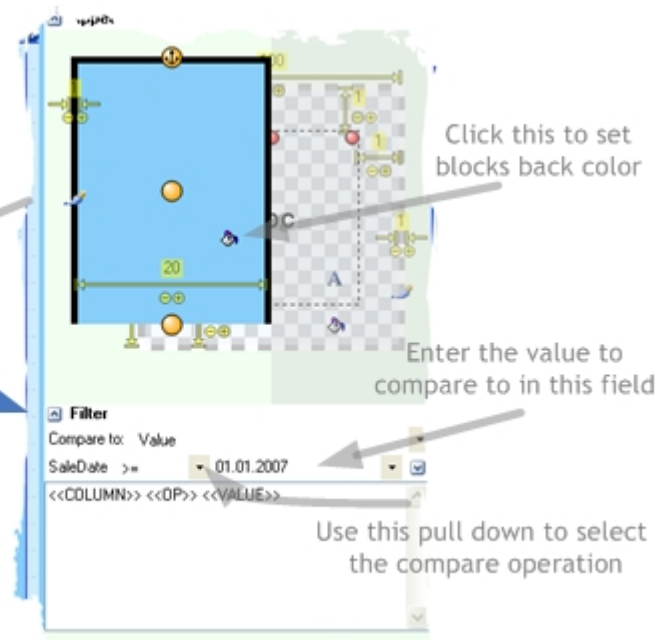 100
1
1
1
Click this to set
blocks back color
1
20
A
Enter the value to
compare to in this field
Filter
Compare to: Value
SaleDate >= 01.01.2007
<<COLUMN>> <<OP>> <<VALUE>>
Use this pull down to select
the compare operation